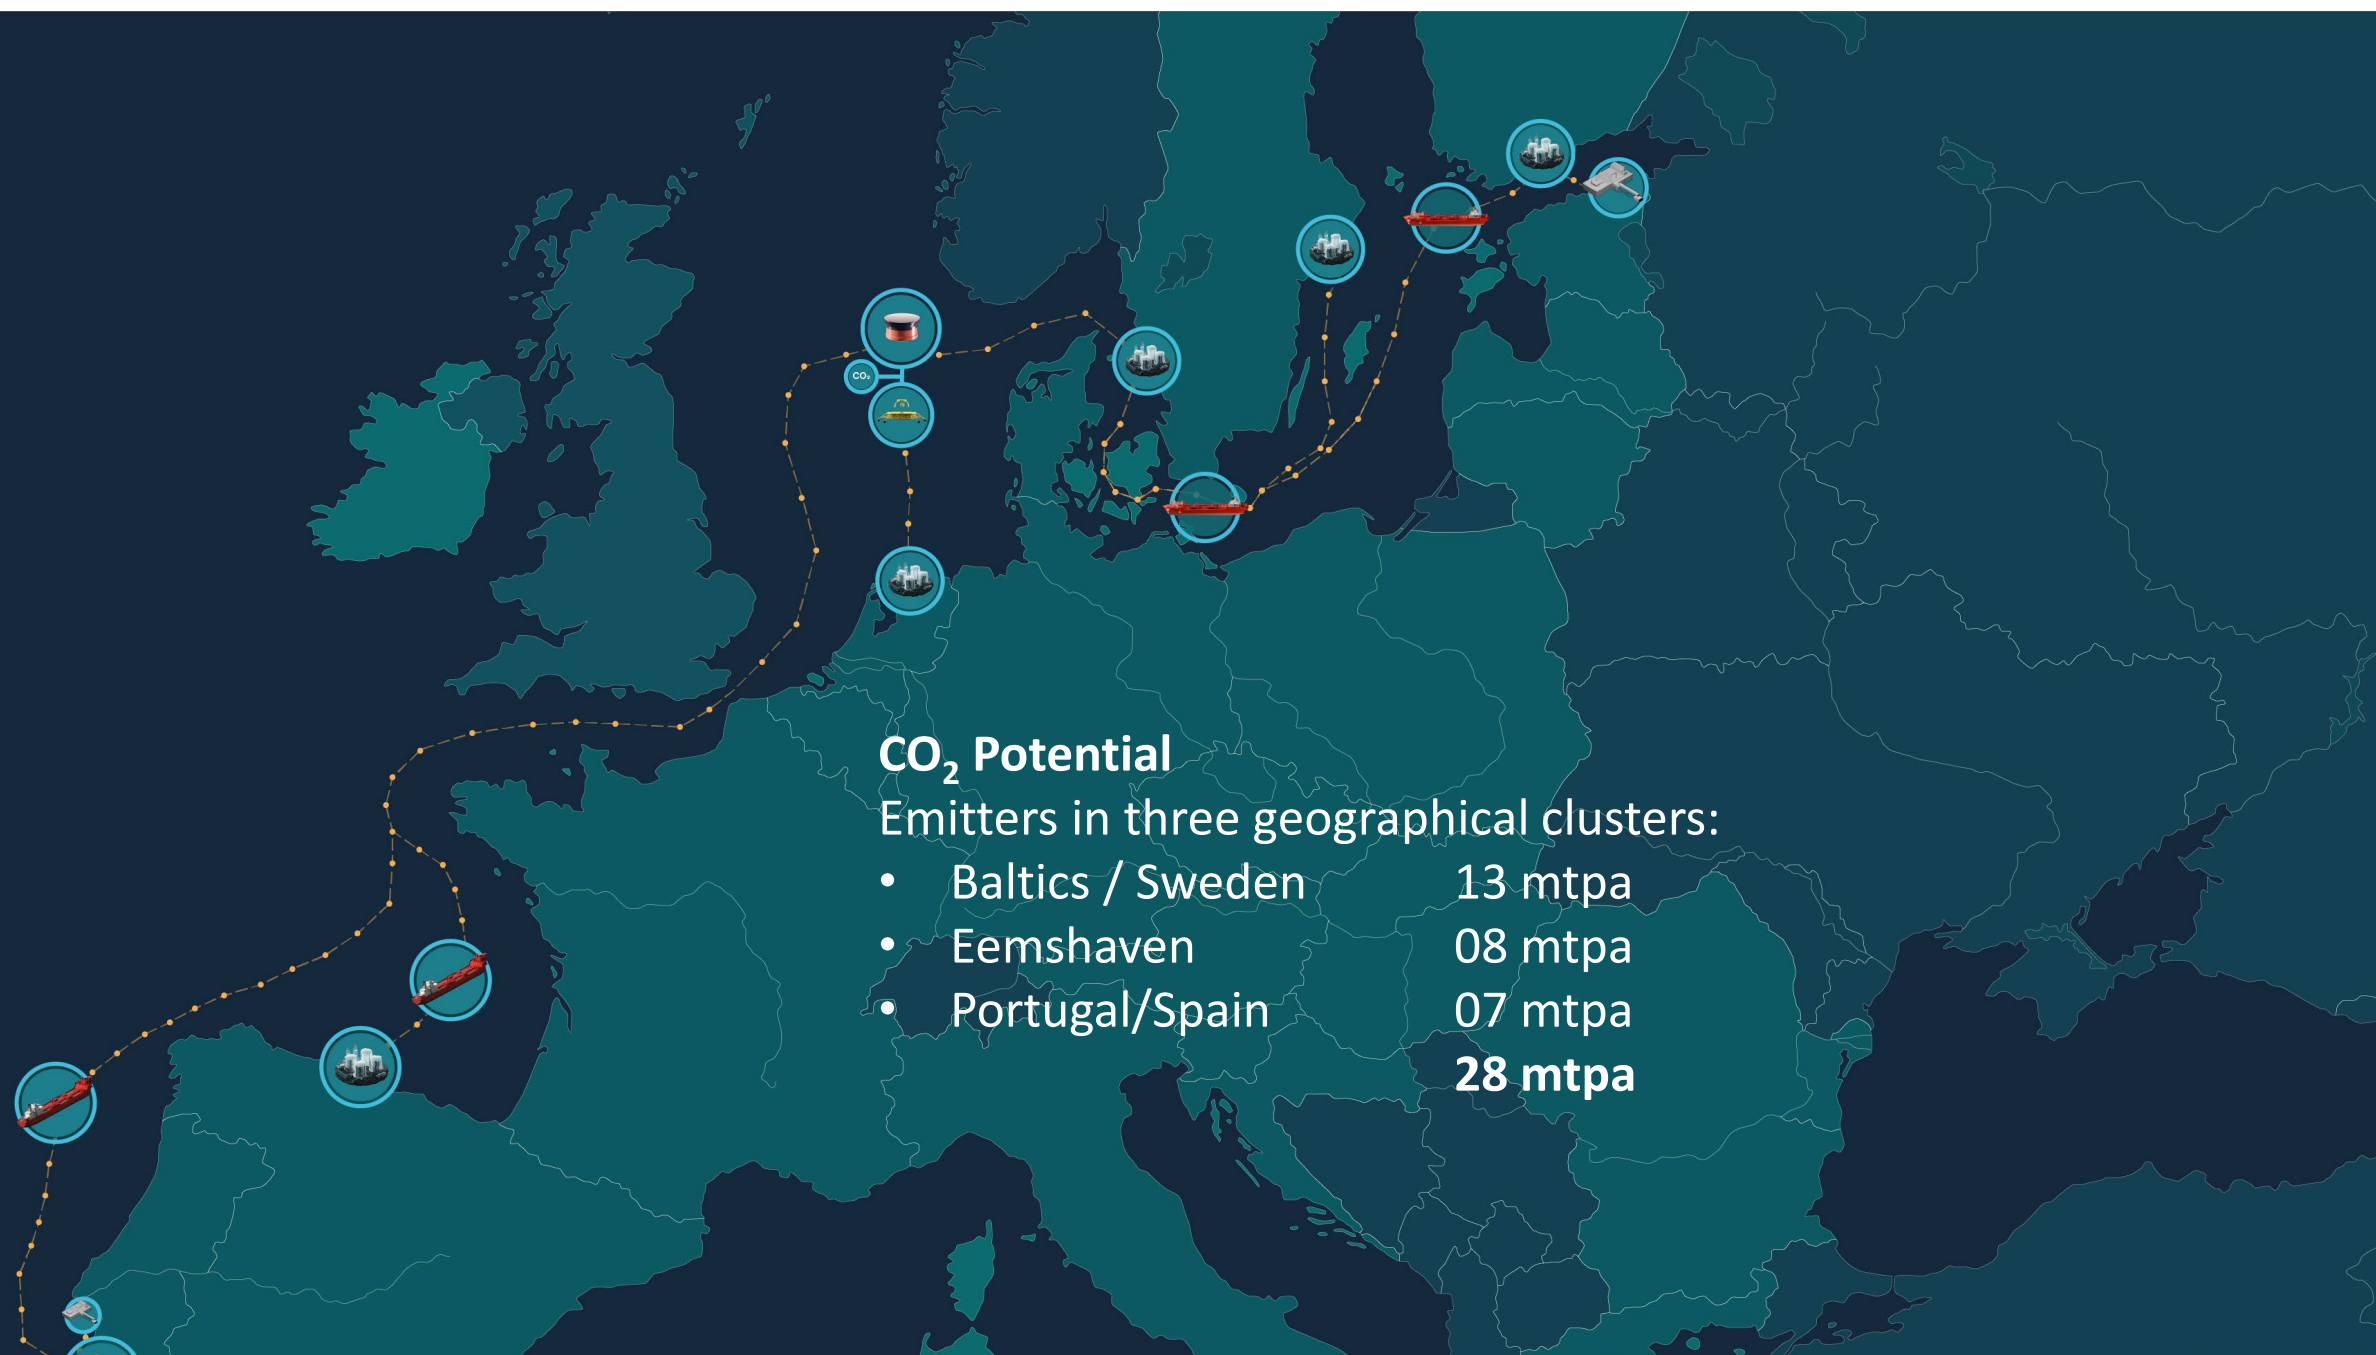 CO₂
CO₂ Potential
Emitters in three geographical clusters:
• Baltics / Sweden 13 mtpa
• Eemshaven 08 mtpa
• Portugal/Spain 07 mtpa
28 mtpa